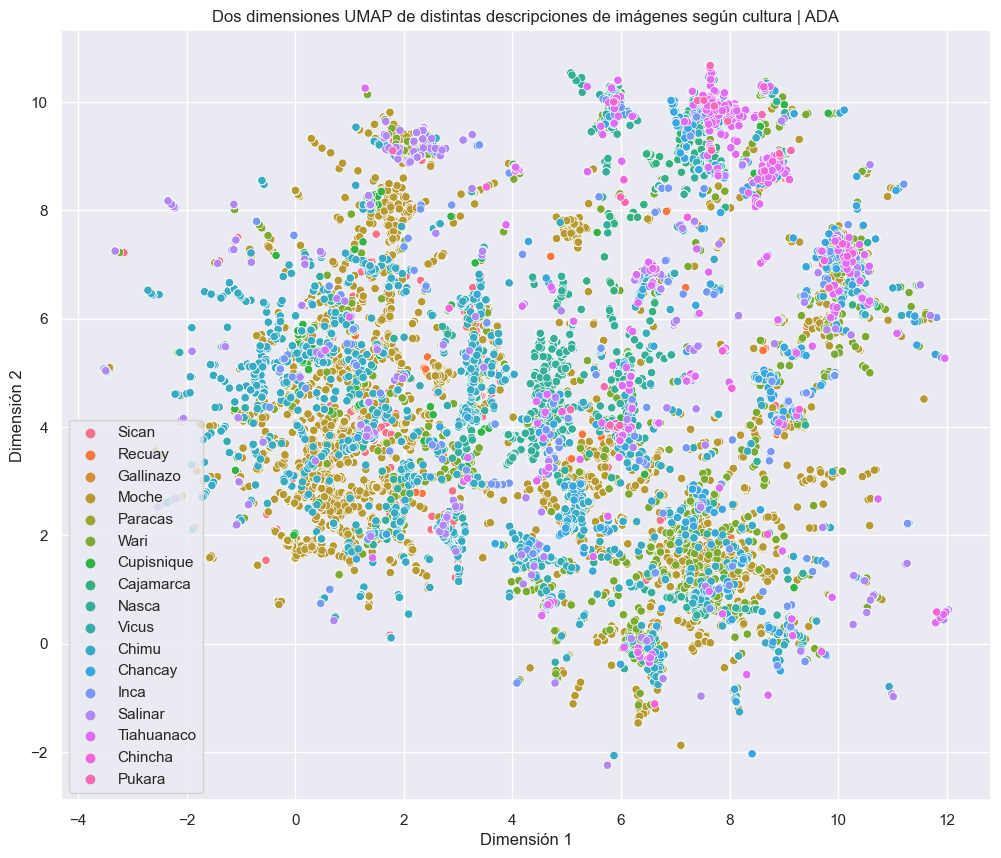 Dos dimensiones UMAP de distintas descripciones de imágenes según cultura | ADA
10
8
6
4
2
0
−2
Dimensión 2
Sican
Recuay
Gallinazo
Moche
Paracas
Wari
Cupisnique
Cajamarca
Nasca
Vicus
Chimu
Chancay
Inca
Salinar
Tiahuanaco
Chincha
Pukara
−4 −2 0 2 4 6 8 10 12
Dimensión 1